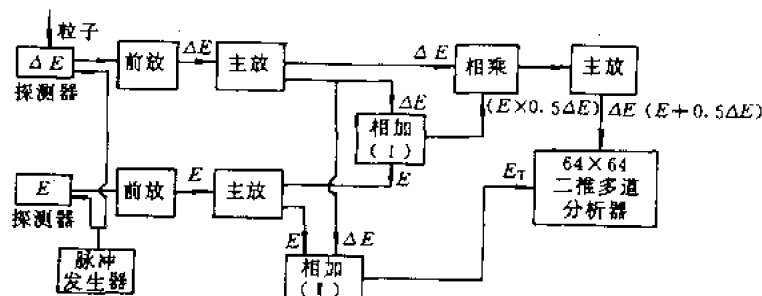 粒子
ΔE
探测器
前放
ΔE
主放
ΔE
相乘
主放
ΔE
(E×0.5ΔE)
ΔE (E+0.5ΔE)
相加
(I)
E
E
探测器
前放
E
主放
E_T
64×64
二推多道
分析器
E
ΔE
脉冲
发生器
相加
(Ⅱ)